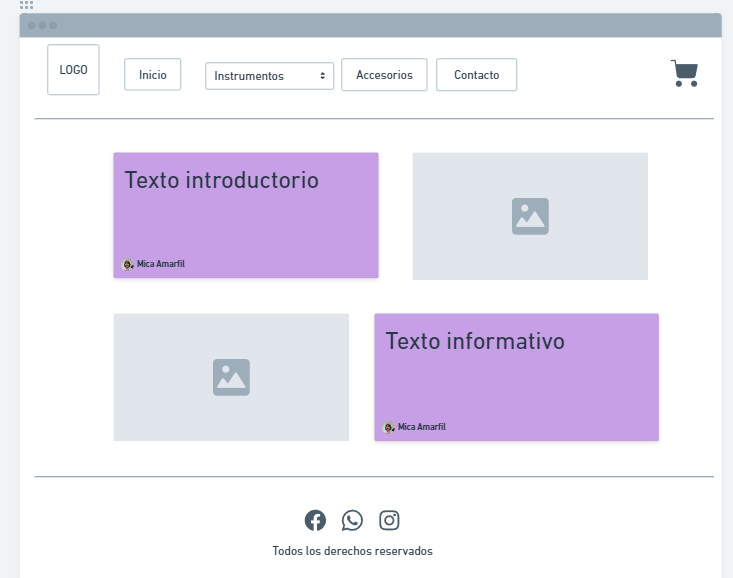 LOGO
Inicio
Instrumentos
Accesorios
Contacto
Texto introductorio
Mica Amarfil
Texto informativo
Mica Amarfil
Todos los derechos reservados